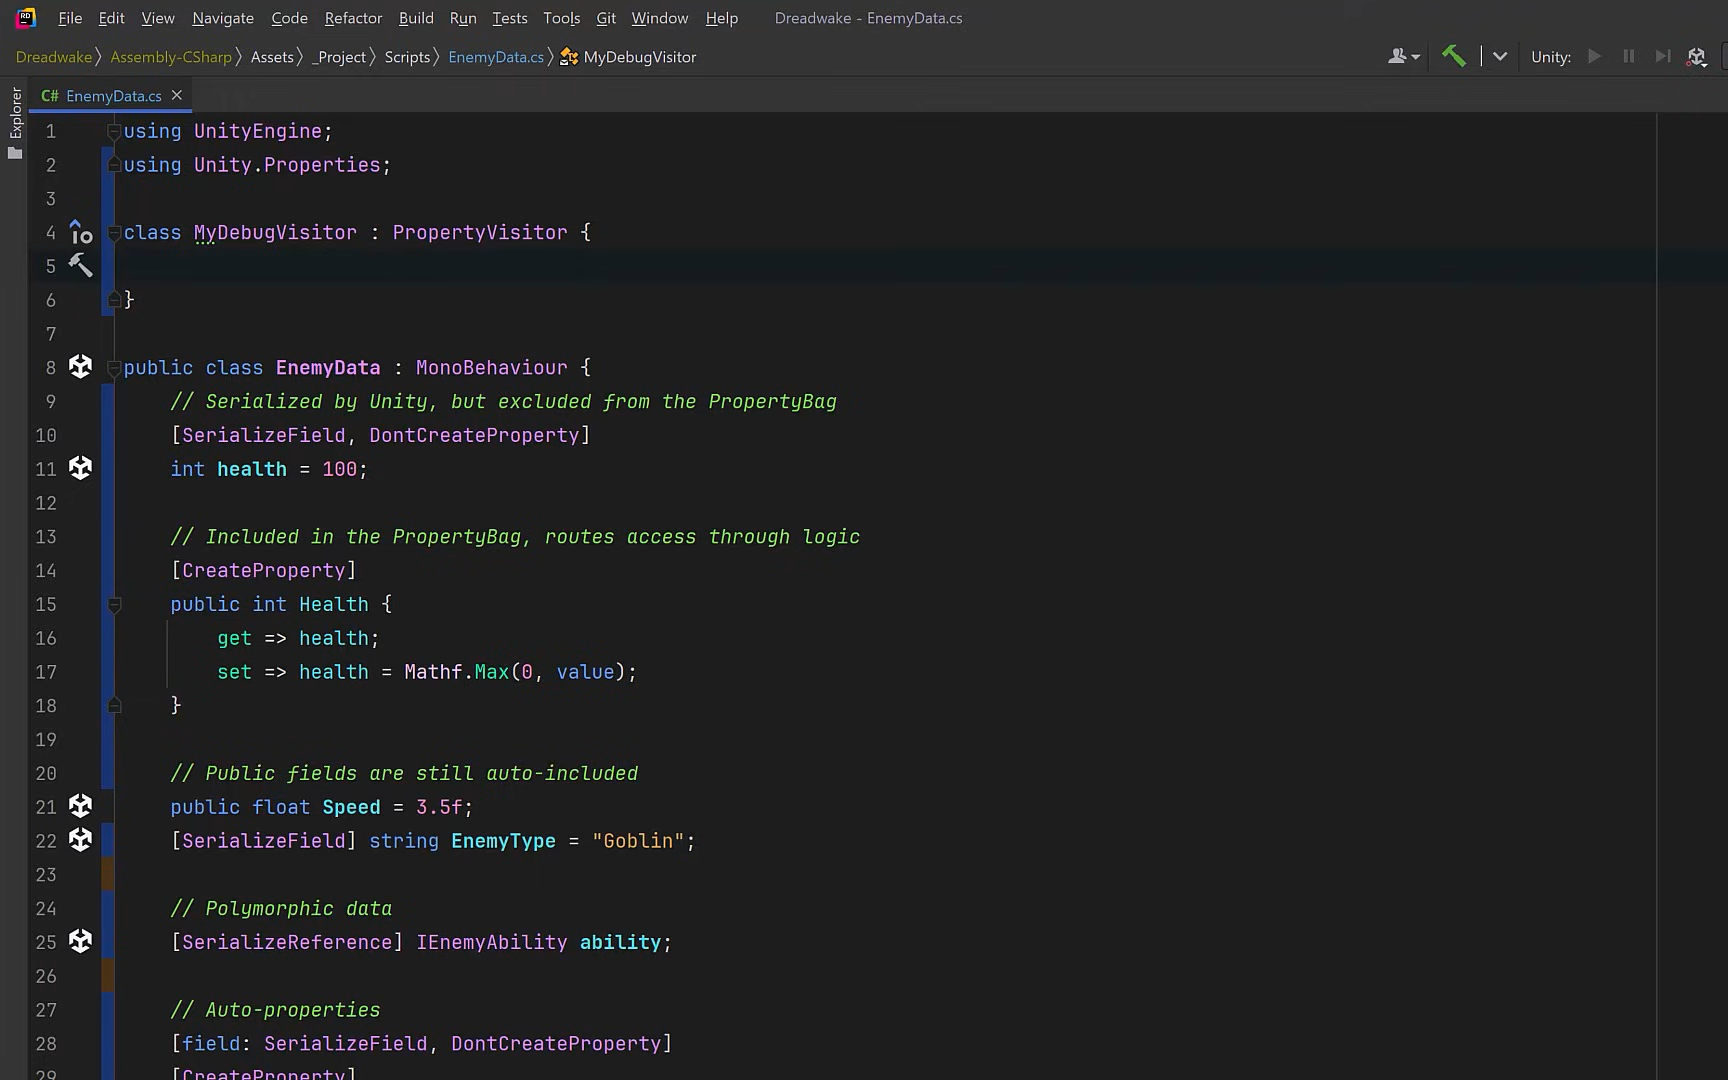 File Edit View Navigate Code Refactor Build Run Tests Tools Git Window Help Dreadwake - EnemyData.cs
Dreadwake Assembly-CSharp Assets _Project Scripts EnemyData.cs MyDebugVisitor Unity:
C# EnemyData.cs
Explorer
1 using UnityEngine;
2 using Unity.Properties;
3
4 class MyDebugVisitor : PropertyVisitor {
5
6 }
7
8 public class EnemyData : MonoBehaviour {
9 // Serialized by Unity, but excluded from the PropertyBag
10 [SerializeField, DontCreateProperty]
11 int health = 100;
12
13 // Included in the PropertyBag, routes access through logic
14 [CreateProperty]
15 public int Health {
16 get => health;
17 set => health = Mathf.Max(0, value);
18 }
19
20 // Public fields are still auto-included
21 public float Speed = 3.5f;
22 [SerializeField] string EnemyType = "Goblin";
23
24 // Polymorphic data
25 [SerializeReference] IEnemyAbility ability;
26
27 // Auto-properties
28 [field: SerializeField, DontCreateProperty]
29 [CreateProperty]